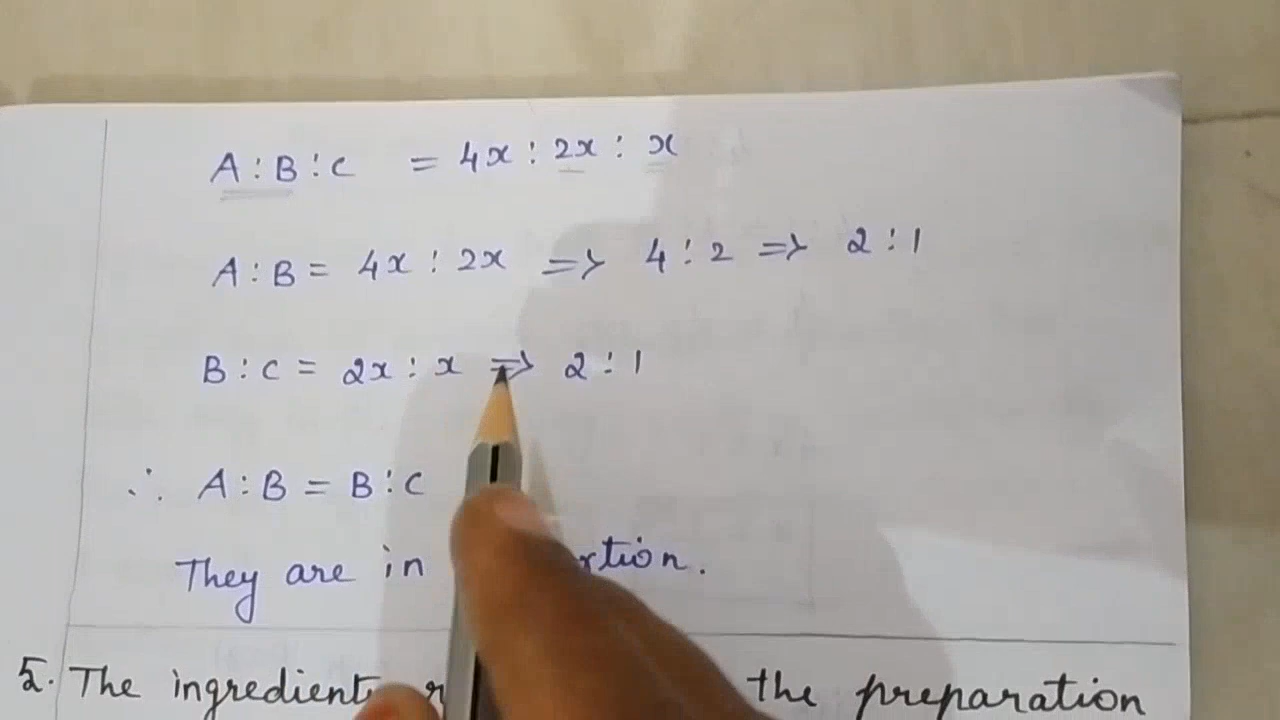 A : B : C = 4x : 2x : x
A : B = 4x : 2x => 4 : 2 => 2 : 1
B : C = 2x : x => 2 : 1
∴ A : B = B : C
They are in
5. The ingredient the preparation